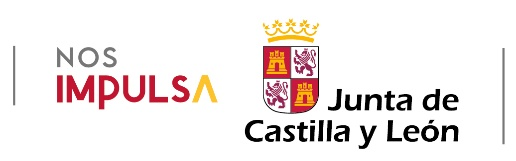 NOS
IMPULSA
Junta de
Castilla y León